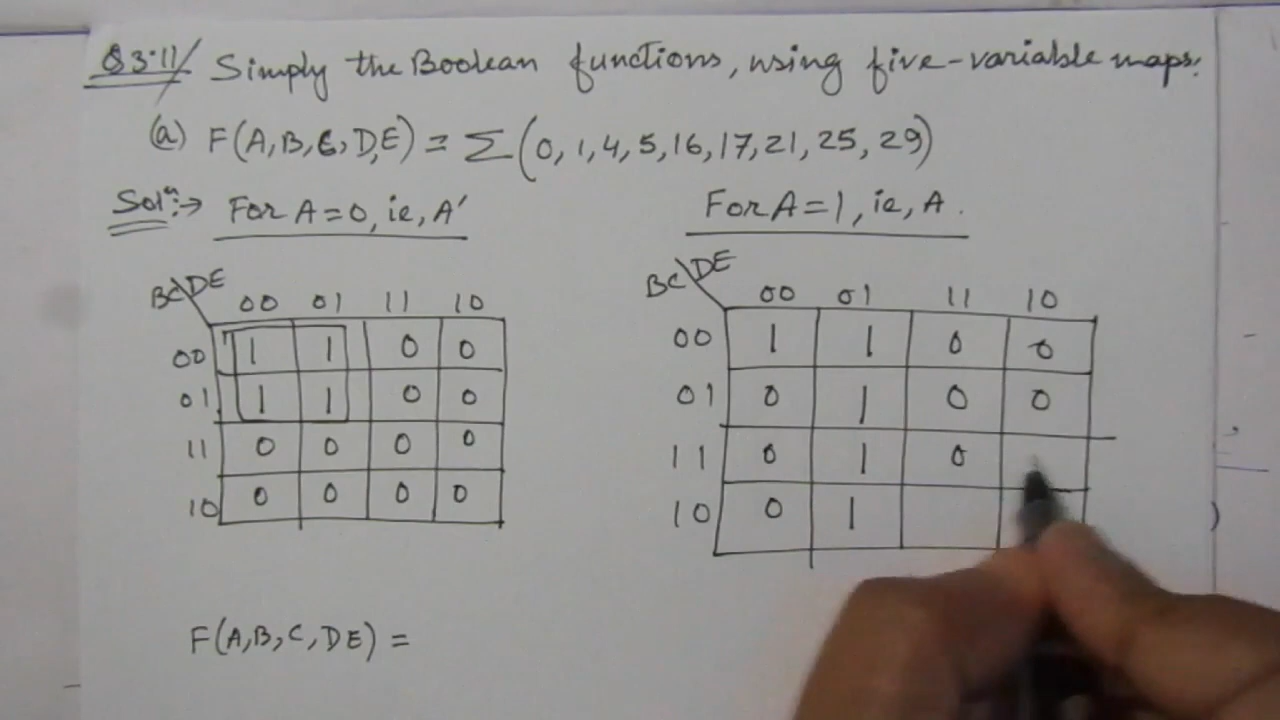 Q3.11/ Simply the Boolean functions, using five-variable maps.
(a) F(A,B,C,D,E) = Σ(0,1,4,5,16,17,21,25,29)
Solⁿ:→ For A=0, ie, A' For A=1, ie, A.
BC\DE 00 01 11 10
00 1 1 0 0
01 1 1 0 0
11 0 0 0 0
10 0 0 0 0
BC\DE 00 01 11 10
00 1 1 0 0
01 0 1 0 0
11 0 1 0
10 0 1
F(A,B,C,DE) =